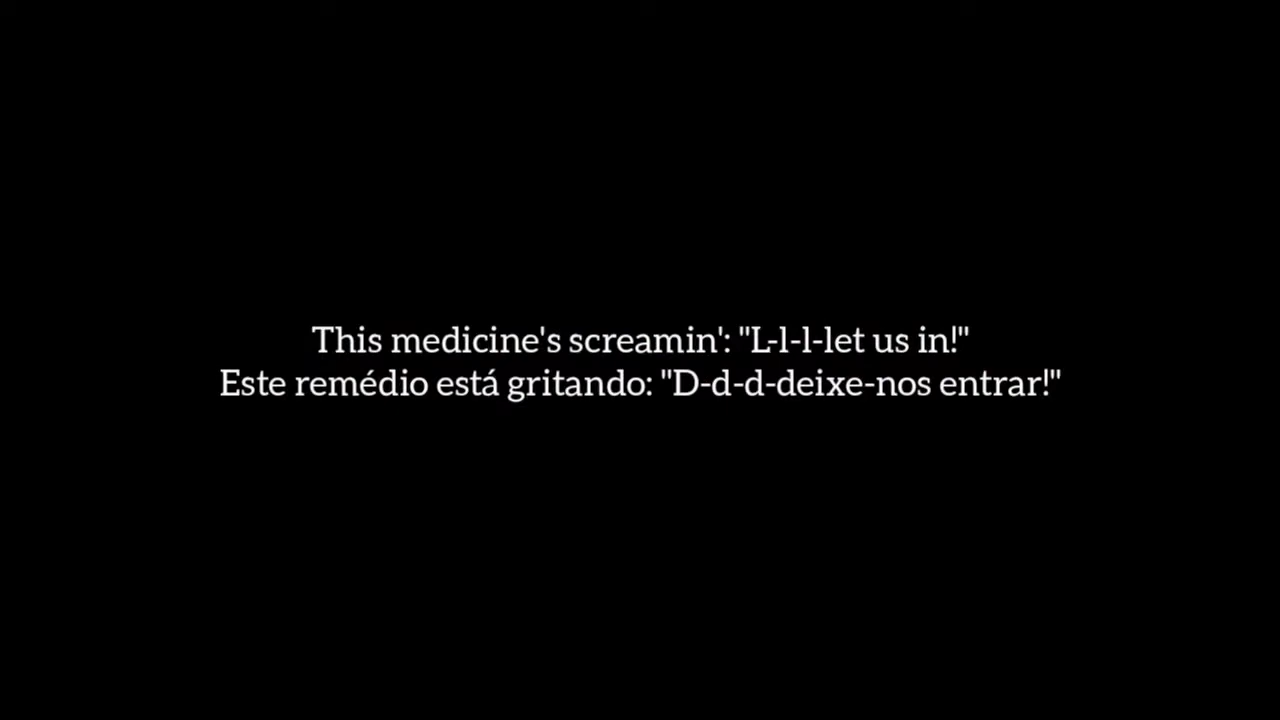 This medicine's screamin': "L-l-l-let us in!"
Este remédio está gritando: "D-d-d-deixe-nos entrar!"